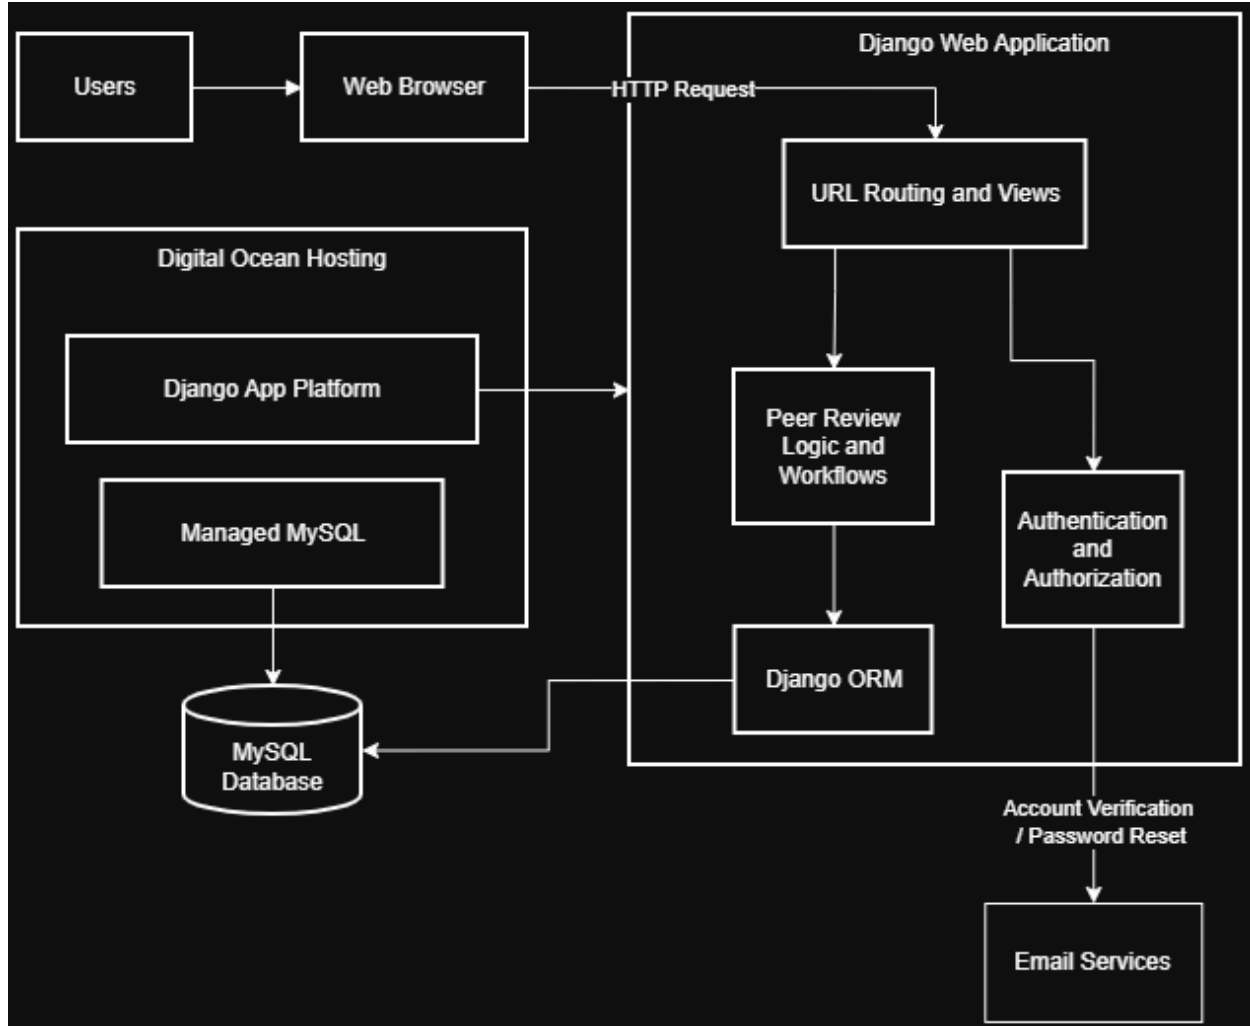 Django Web Application
Users
Web Browser
HTTP Request
URL Routing and Views
Digital Ocean Hosting
Django App Platform
Managed MySQL
Peer Review
Logic and
Workflows
Authentication
and
Authorization
Django ORM
MySQL
Database
Account Verification
/ Password Reset
Email Services